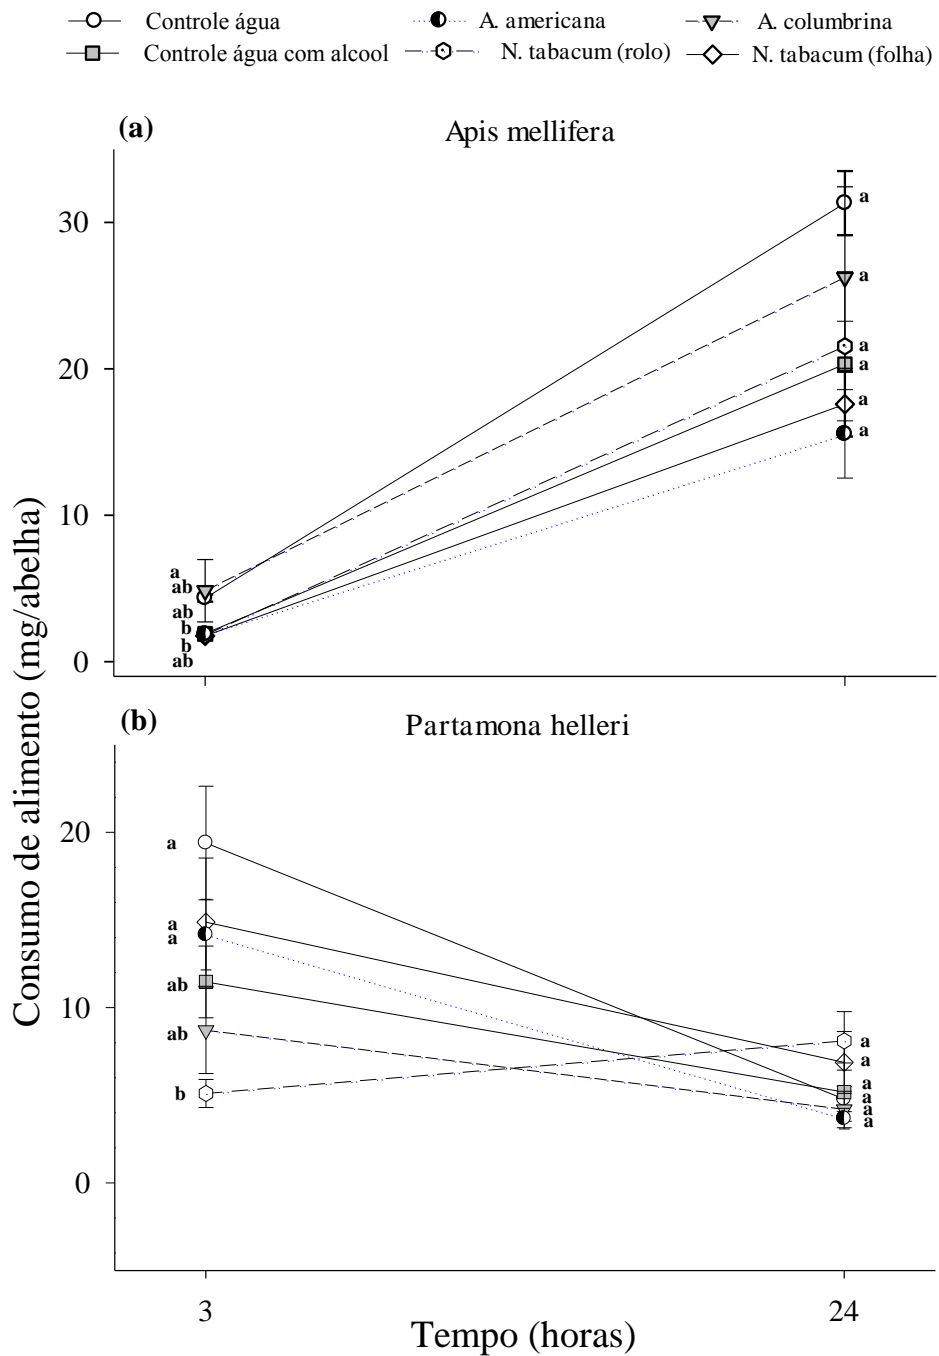 Controle água A. americana A. columbrina
Controle água com alcool N. tabacum (rolo) N. tabacum (folha)
(a) Apis mellifera
Consumo de alimento (mg/abelha)
30
20
10
0
a
ab
ab
b
b
ab
a
a
a
a
a
a
(b) Partamona helleri
20
10
0
a
a
a
ab
ab
b
a
a
a
a
a
a
3 24
Tempo (horas)